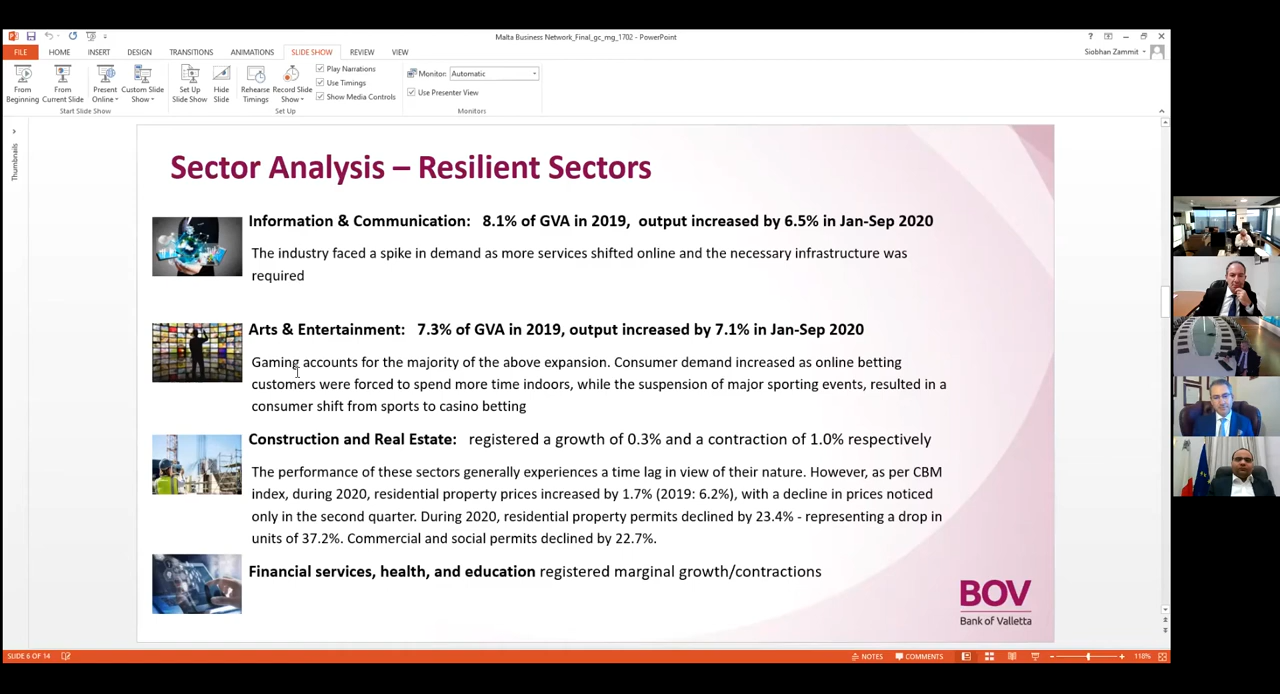 Malta Business Network_Final_gc_mg_1702 - PowerPoint
FILE HOME INSERT DESIGN TRANSITIONS ANIMATIONS SLIDE SHOW REVIEW VIEW
Siobhan Zammit
From Beginning
From Current Slide
Present Online
Custom Slide Show
Start Slide Show
Set Up Slide Show
Hide Slide
Rehearse Timings
Record Slide Show
Play Narrations
Use Timings
Show Media Controls
Set Up
Monitor: Automatic
Use Presenter View
Monitors
Thumbnails
Sector Analysis – Resilient Sectors
Information & Communication: 8.1% of GVA in 2019, output increased by 6.5% in Jan-Sep 2020
The industry faced a spike in demand as more services shifted online and the necessary infrastructure was
required
Arts & Entertainment: 7.3% of GVA in 2019, output increased by 7.1% in Jan-Sep 2020
Gaming accounts for the majority of the above expansion. Consumer demand increased as online betting
customers were forced to spend more time indoors, while the suspension of major sporting events, resulted in a
consumer shift from sports to casino betting
Construction and Real Estate: registered a growth of 0.3% and a contraction of 1.0% respectively
The performance of these sectors generally experiences a time lag in view of their nature. However, as per CBM
index, during 2020, residential property prices increased by 1.7% (2019: 6.2%), with a decline in prices noticed
only in the second quarter. During 2020, residential property permits declined by 23.4% - representing a drop in
units of 37.2%. Commercial and social permits declined by 22.7%.
Financial services, health, and education registered marginal growth/contractions
BOV
Bank of Valletta
SLIDE 6 OF 14
NOTES
COMMENTS
118%